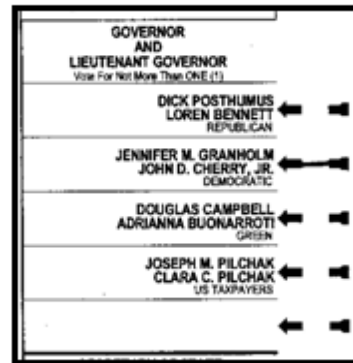 GOVERNOR
AND
LIEUTENANT GOVERNOR
Vote For Not More Than ONE (1)
DICK POSTHUMUS
LOREN BENNETT
REPUBLICAN
JENNIFER M. GRANHOLM
JOHN D. CHERRY, JR.
DEMOCRATIC
DOUGLAS CAMPBELL
ADRIANNA BUONARROTI
GREEN
JOSEPH M. PILCHAK
CLARA C. PILCHAK
US TAXPAYERS